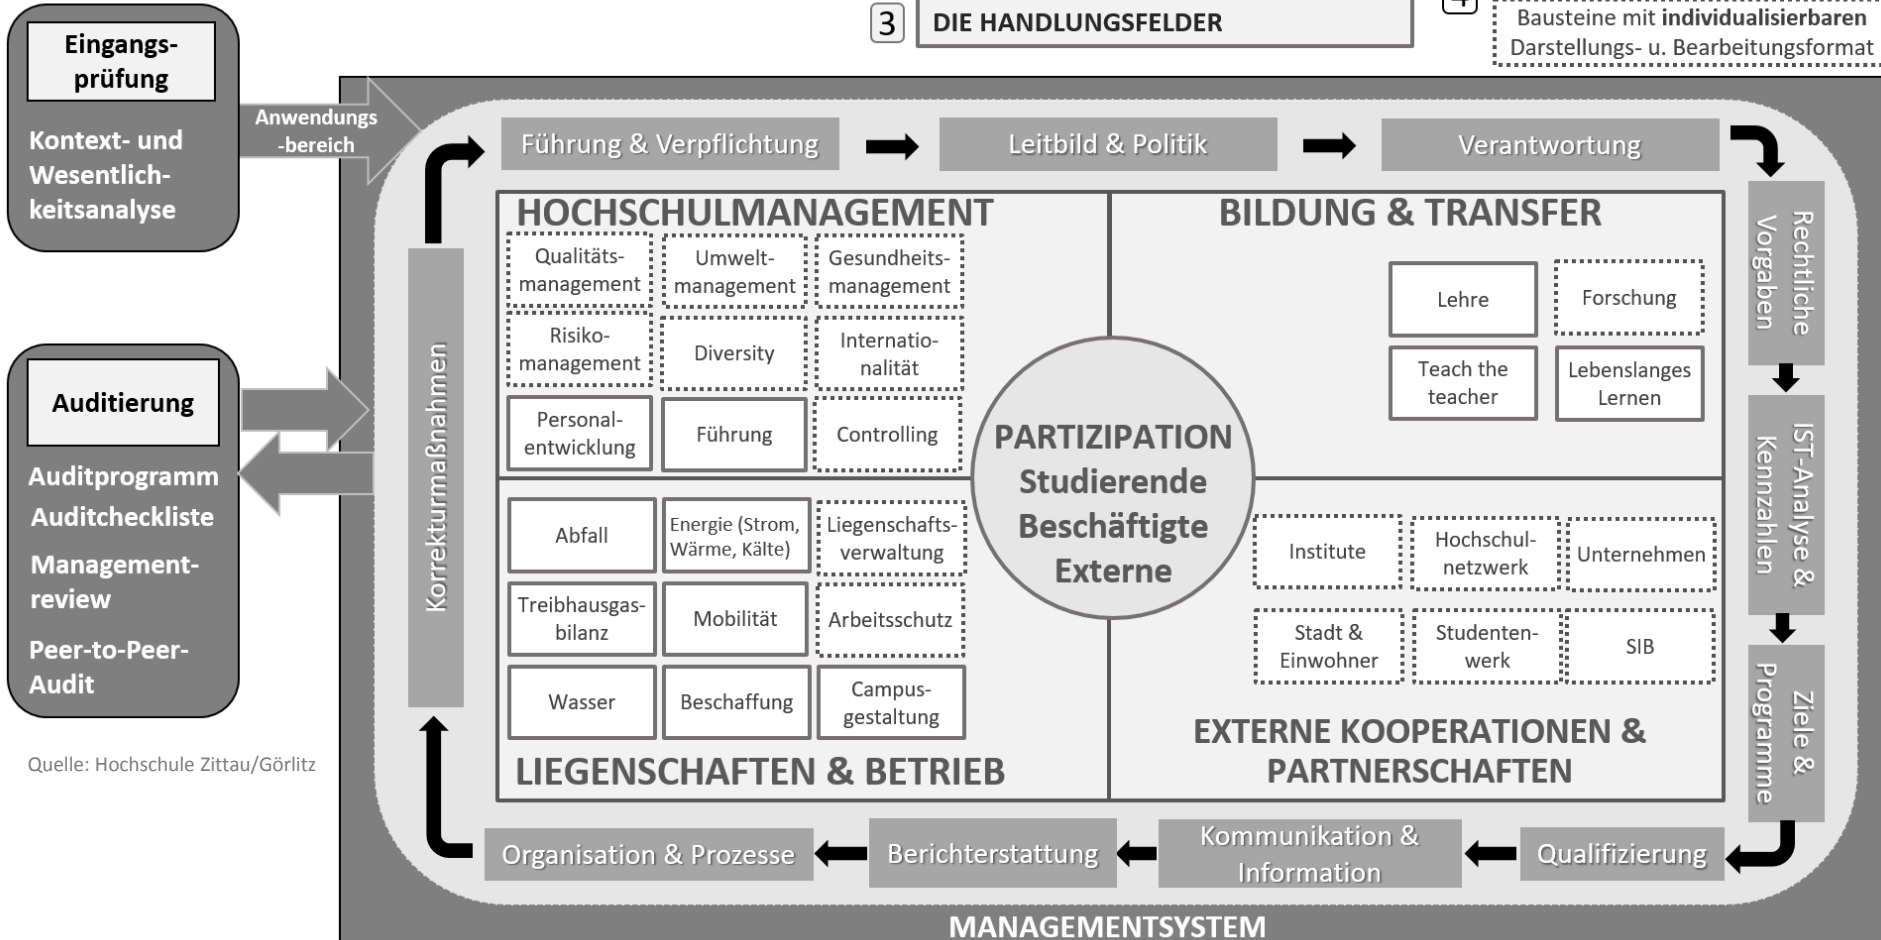 3
DIE HANDLUNGSFELDER
Bausteine mit individualisierbaren
Darstellungs- u. Bearbeitungsformat
Eingangs-
prüfung
Kontext- und
Wesentlich-
keitsanalyse
Anwendungs
-bereich
Führung & Verpflichtung
Leitbild & Politik
Verantwortung
Rechtliche
Vorgaben
IST-Analyse &
Kennzahlen
Ziele &
Programme
Qualifizierung
Kommunikation &
Information
Berichterstattung
Organisation & Prozesse
Korrekturmaßnahmen
HOCHSCHULMANAGEMENT
Qualitäts-
management
Umwelt-
management
Gesundheits-
management
Risiko-
management
Diversity
Internatio-
nalität
Personal-
entwicklung
Führung
Controlling
BILDUNG & TRANSFER
Lehre
Forschung
Teach the
teacher
Lebenslanges
Lernen
PARTIZIPATION
Studierende
Beschäftigte
Externe
Abfall
Energie (Strom,
Wärme, Kälte)
Liegenschafts-
verwaltung
Treibhausgas-
bilanz
Mobilität
Arbeitsschutz
Wasser
Beschaffung
Campus-
gestaltung
LIEGENSCHAFTEN & BETRIEB
Institute
Hochschul-
netzwerk
Unternehmen
Stadt &
Einwohner
Studenten-
werk
SIB
EXTERNE KOOPERATIONEN &
PARTNERSCHAFTEN
Auditierung
Auditprogramm
Auditcheckliste
Management-
review
Peer-to-Peer-
Audit
Quelle: Hochschule Zittau/Görlitz
MANAGEMENTSYSTEM